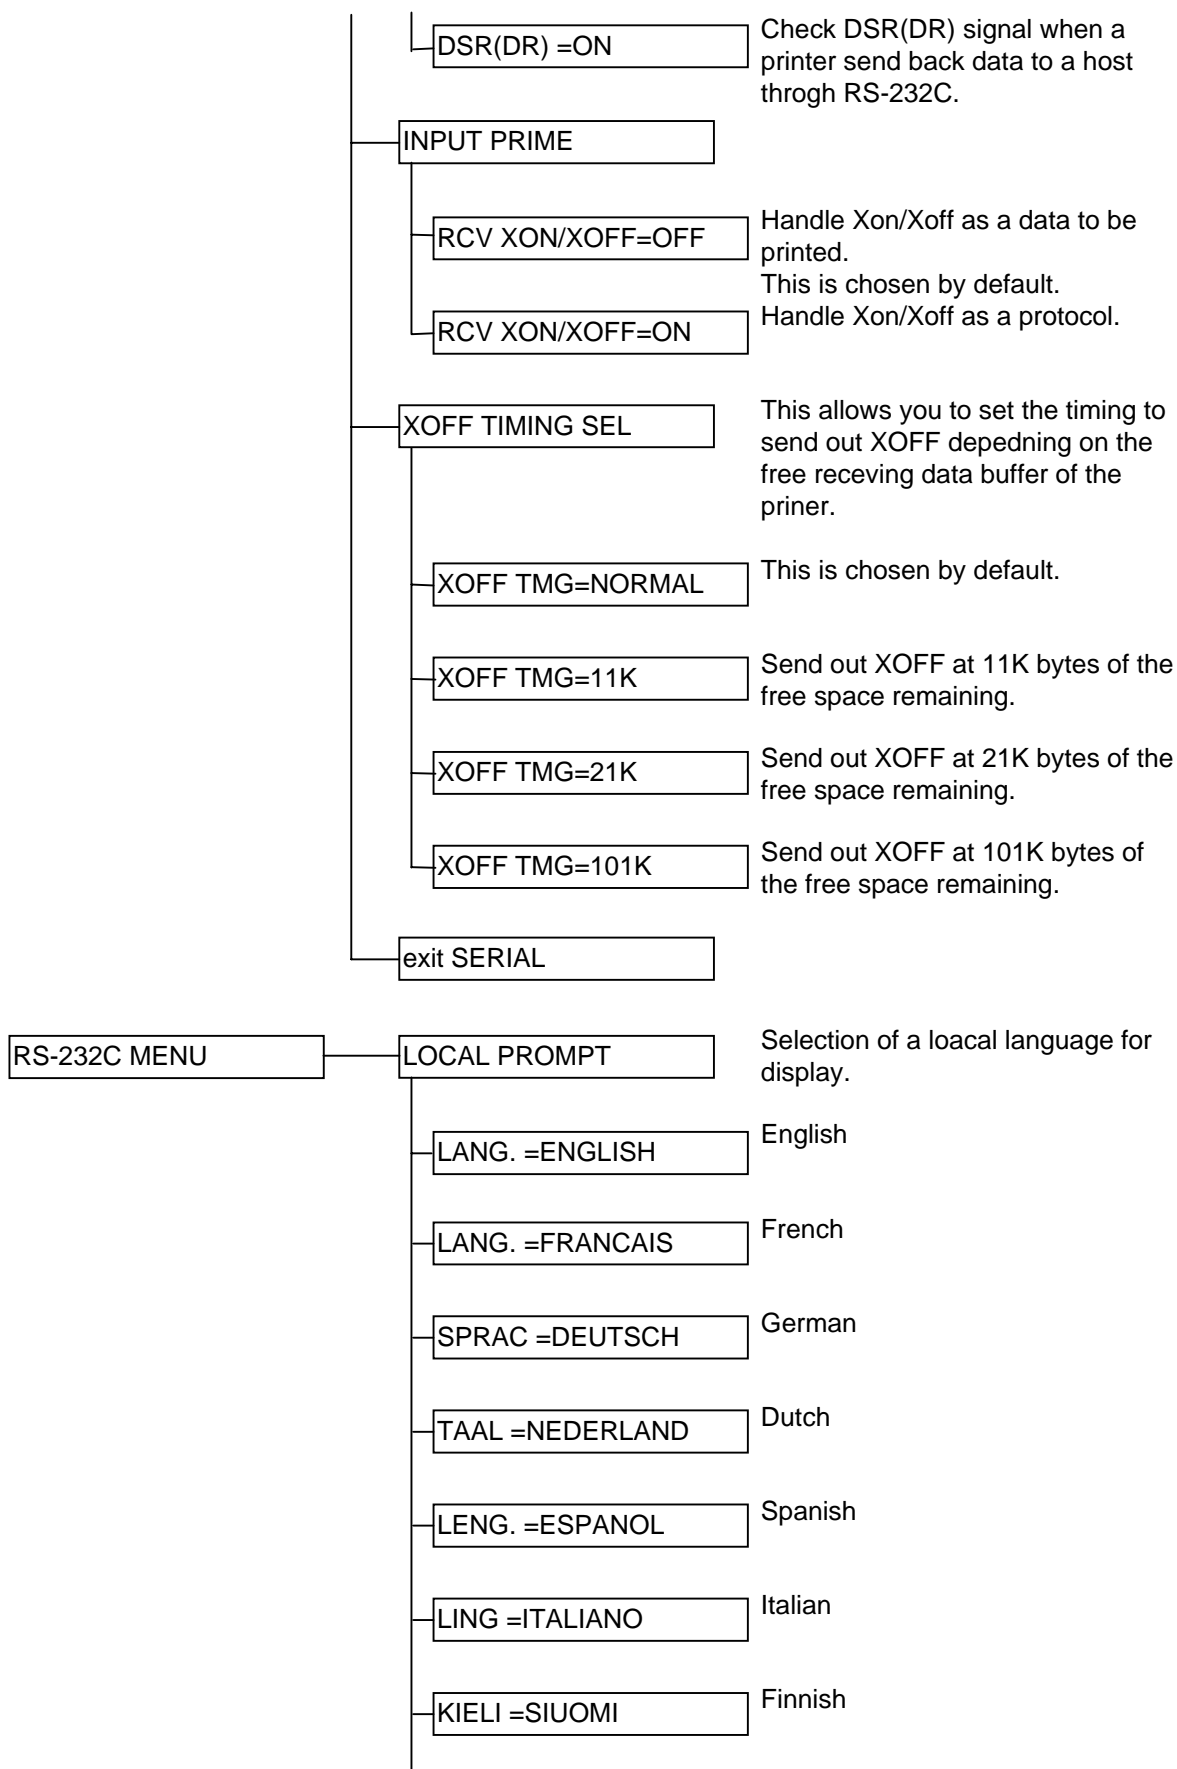 DSR(DR) =ON
Check DSR(DR) signal when a
printer send back data to a host
throgh RS-232C.
INPUT PRIME
RCV XON/XOFF=OFF
Handle Xon/Xoff as a data to be
printed.
This is chosen by default.
RCV XON/XOFF=ON
Handle Xon/Xoff as a protocol.
XOFF TIMING SEL
This allows you to set the timing to
send out XOFF depedning on the
free receving data buffer of the
priner.
XOFF TMG=NORMAL
This is chosen by default.
XOFF TMG=11K
Send out XOFF at 11K bytes of the
free space remaining.
XOFF TMG=21K
Send out XOFF at 21K bytes of the
free space remaining.
XOFF TMG=101K
Send out XOFF at 101K bytes of
the free space remaining.
exit SERIAL
RS-232C MENU
LOCAL PROMPT
Selection of a loacal language for
display.
LANG. =ENGLISH
English
LANG. =FRANCAIS
French
SPRAC =DEUTSCH
German
TAAL =NEDERLAND
Dutch
LENG. =ESPANOL
Spanish
LING =ITALIANO
Italian
KIELI =SIUOMI
Finnish